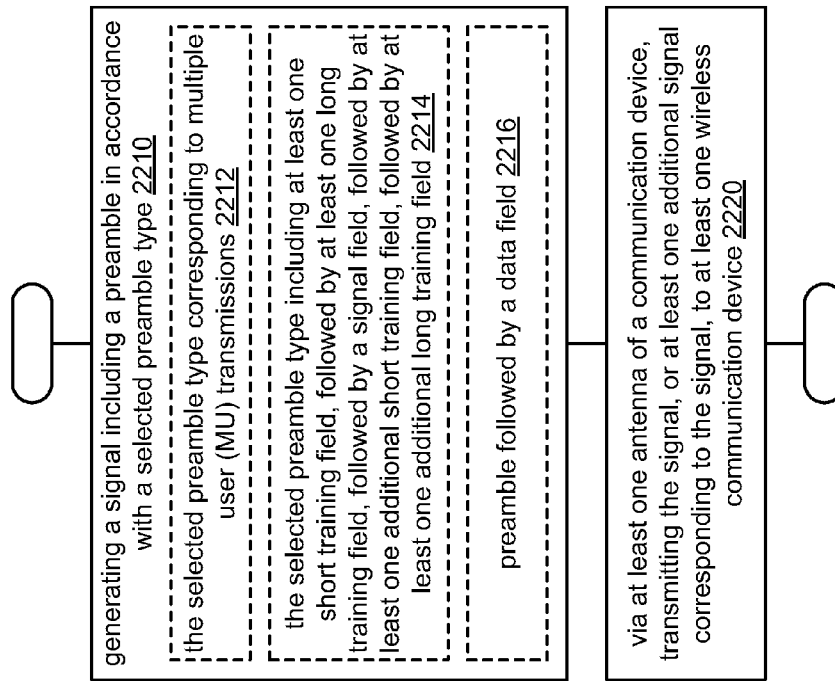 generating a signal including a preamble in accordance
with a selected preamble type 2210
the selected preamble type corresponding to multiple
user (MU) transmissions 2212
the selected preamble type including at least one
short training field, followed by at least one long
training field, followed by a signal field, followed by at
least one additional short training field, followed by at
least one additional long training field 2214
preamble followed by a data field 2216
via at least one antenna of a communication device,
transmitting the signal, or at least one additional signal
corresponding to the signal, to at least one wireless
communication device 2220